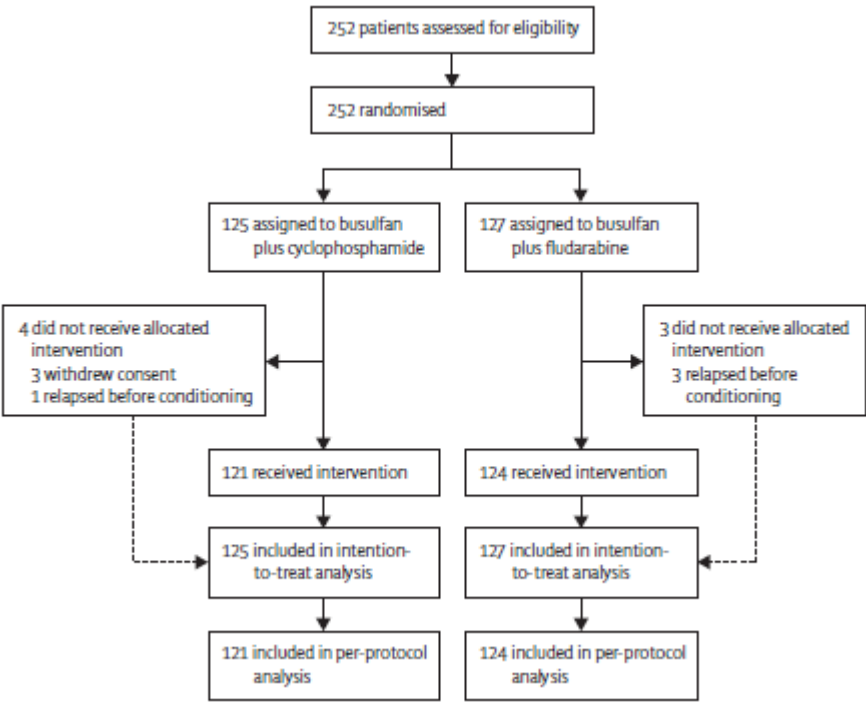 252 patients assessed for eligibility
252 randomised
125 assigned to busulfan
plus cyclophosphamide
127 assigned to busulfan
plus fludarabine
4 did not receive allocated
intervention
3 withdrew consent
1 relapsed before conditioning
3 did not receive allocated
intervention
3 relapsed before
conditioning
121 received intervention
124 received intervention
125 included in intention-
to-treat analysis
127 included in intention-
to-treat analysis
121 included in per-protocol
analysis
124 included in per-protocol
analysis